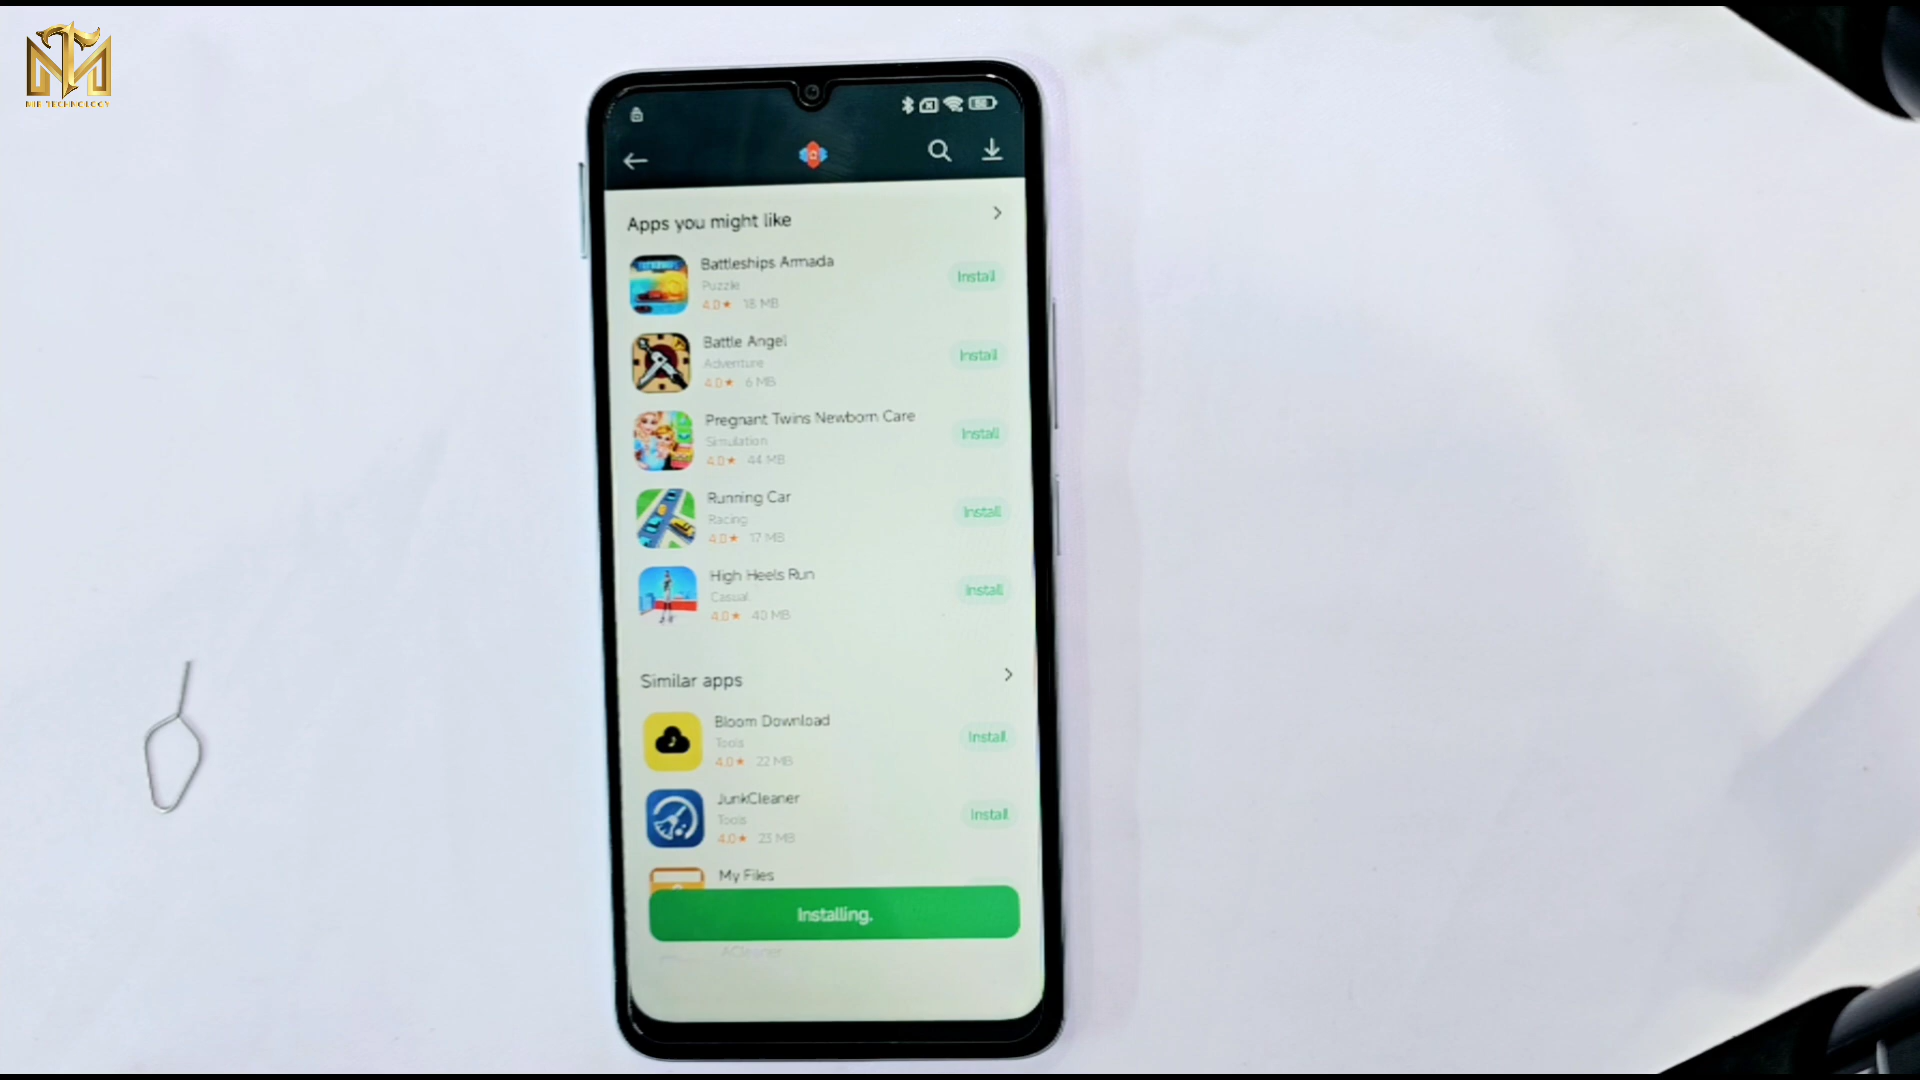 MIR TECHNOLOGY
Apps you might like
Battleships Armada
Puzzle
4.0★ 18 MB
Install
Battle Angel
Adventure
4.0★ 6 MB
Install
Pregnant Twins Newborn Care
Simulation
4.0★ 44 MB
Install
Running Car
Racing
4.0★ 17 MB
Install
High Heels Run
Casual
4.0★ 40 MB
Install
Similar apps
Bloom Download
Tools
4.0★ 22 MB
Install
JunkCleaner
Tools
4.0★ 23 MB
Install
My Files
Installing.
ACleaner